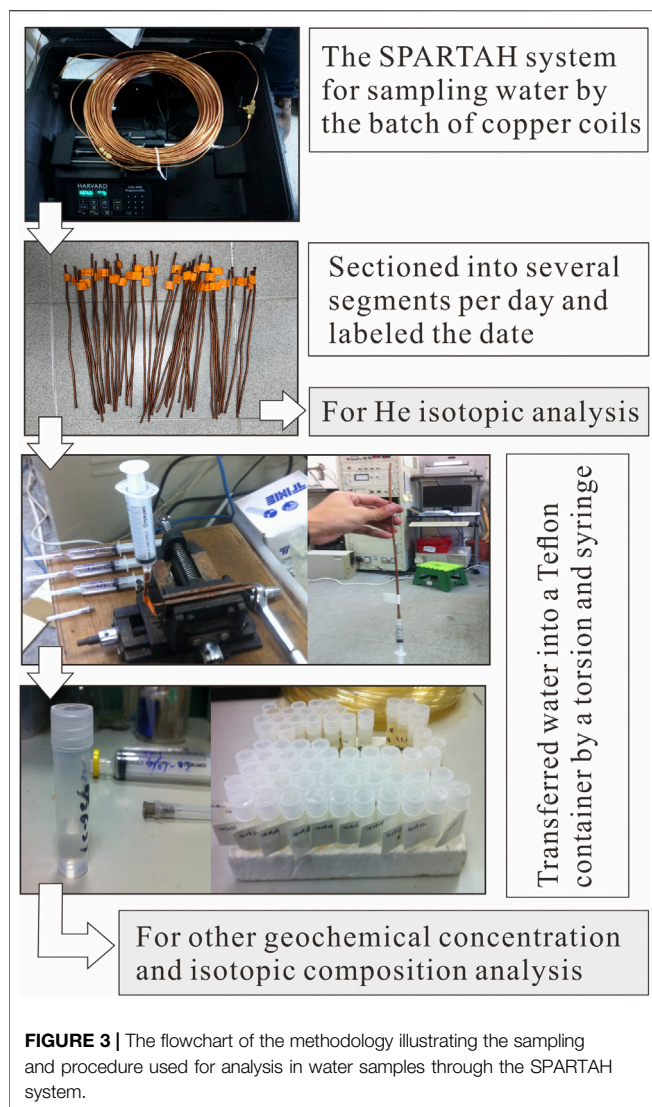 The SPARTAH system
for sampling water by
the batch of copper coils
HARVARD
Sectioned into several
segments per day and
labeled the date
For He isotopic analysis
Transferred water into a Teflon
container by a torsion and syringe
For other geochemical concentration
and isotopic composition analysis
FIGURE 3 | The flowchart of the methodology illustrating the sampling
and procedure used for analysis in water samples through the SPARTAH
system.